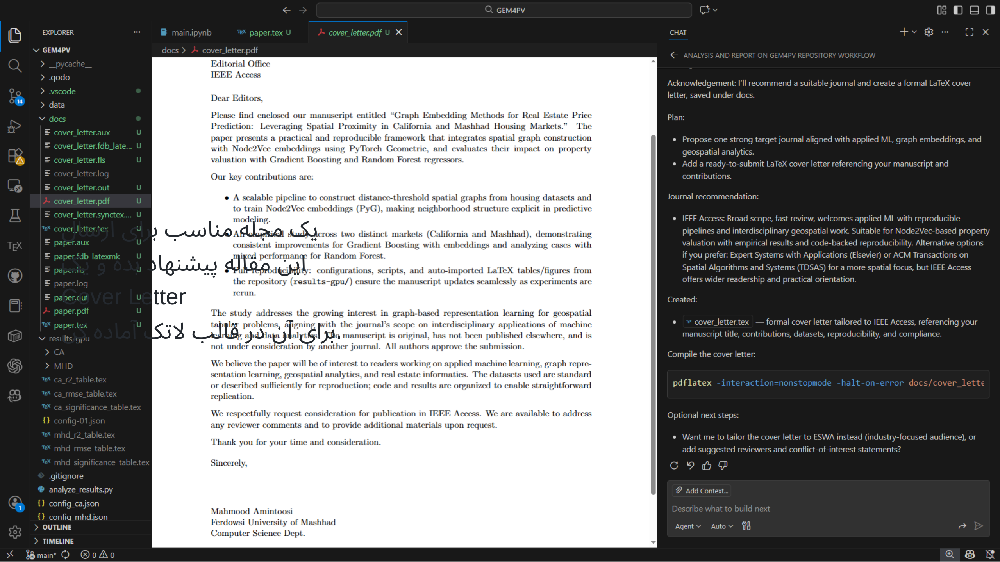 GEM4PV
EXPLORER
GEM4PV
__pycache__
.qodo
.vscode
data
docs
cover_letter.aux U
cover_letter.fdb_late... U
cover_letter.fls U
cover_letter.log
cover_letter.out U
cover_letter.pdf U
cover_letter.synctex.... U
cover_letter.tex U
paper.aux U
paper.fdb_latexmk U
paper.fls U
paper.log
paper.out U
paper.pdf U
paper.tex U
results-gpu
CA
MHD
ca_r2_table.tex
ca_rmse_table.tex
ca_significance_table.tex
config-01.json
mhd_r2_table.tex
mhd_rmse_table.tex
mhd_significance_table.tex
.gitignore
analyze_results.py
config_ca.json
config_mhd.json
OUTLINE
TIMELINE
14
1
TEX
main* 0 0
main.ipynb
paper.tex U
cover_letter.pdf U
docs > cover_letter.pdf
Editorial Office
IEEE Access
Dear Editors,
Please find enclosed our manuscript entitled “Graph Embedding Methods for Real Estate Price
Prediction: Leveraging Spatial Proximity in California and Mashhad Housing Markets.” The
paper presents a practical and reproducible framework that integrates spatial graph construction
with Node2Vec embeddings using PyTorch Geometric, and evaluates their impact on property
valuation with Gradient Boosting and Random Forest regressors.
Our key contributions are:
• A scalable pipeline to construct distance-threshold spatial graphs from housing datasets and
to train Node2Vec embeddings (PyG), making neighborhood structure explicit in predictive
modeling.
• An empirical study across two distinct markets (California and Mashhad), demonstrating
consistent improvements for Gradient Boosting with embeddings and analyzing cases with
mixed performance for Random Forest.
• Full reproducibility: configurations, scripts, and auto-imported LaTeX tables/figures from
the repository (results-gpu/) ensure the manuscript updates seamlessly as experiments are
rerun.
The study addresses the growing interest in graph-based representation learning for geospatial
tabular problems, aligning with the journal’s scope on interdisciplinary applications of machine
learning and data analytics. The manuscript is original, has not been published elsewhere, and is
not under consideration by another journal. All authors approve the submission.
We believe the paper will be of interest to readers working on applied machine learning, graph repre-
sentation learning, geospatial analytics, and real estate informatics. The datasets used are standard
or described sufficiently for reproduction; code and results are organized to enable straightforward
replication.
We respectfully request consideration for publication in IEEE Access. We are available to address
any reviewer comments and to provide additional materials upon request.
Thank you for your time and consideration.
Sincerely,
Mahmood Amintoosi
Ferdowsi University of Mashhad
Computer Science Dept.
یک مجله مناسب برای ارسال
این مقاله پیشنهاد بده و یک
Cover Letter
برای آن در قالب لاتک آماده کن.
CHAT
ANALYSIS AND REPORT ON GEM4PV REPOSITORY WORKFLOW
Acknowledgement: I’ll recommend a suitable journal and create a formal LaTeX cover
letter, saved under docs.
Plan:
• Propose one strong target journal aligned with applied ML, graph embeddings, and
geospatial analytics.
• Add a ready-to-submit LaTeX cover letter referencing your manuscript and
contributions.
Journal recommendation:
• IEEE Access: Broad scope, fast review, welcomes applied ML with reproducible
pipelines and interdisciplinary geospatial work. Suitable for Node2Vec-based property
valuation with empirical results and code-backed reproducibility. Alternative options
if you prefer: Expert Systems with Applications (Elsevier) or ACM Transactions on
Spatial Algorithms and Systems (TDSAS) for a more spatial focus, but IEEE Access
offers wider readership and practical orientation.
Created:
• cover_letter.tex — formal cover letter tailored to IEEE Access, referencing your
manuscript title, contributions, datasets, reproducibility, and compliance.
Compile the cover letter:
pdflatex -interaction=nonstopmode -halt-on-error docs/cover_lette
Optional next steps:
• Want me to tailor the cover letter to ESWA instead (industry-focused audience), or
add suggested reviewers and conflict-of-interest statements?
Add Context...
Describe what to build next
Agent Auto